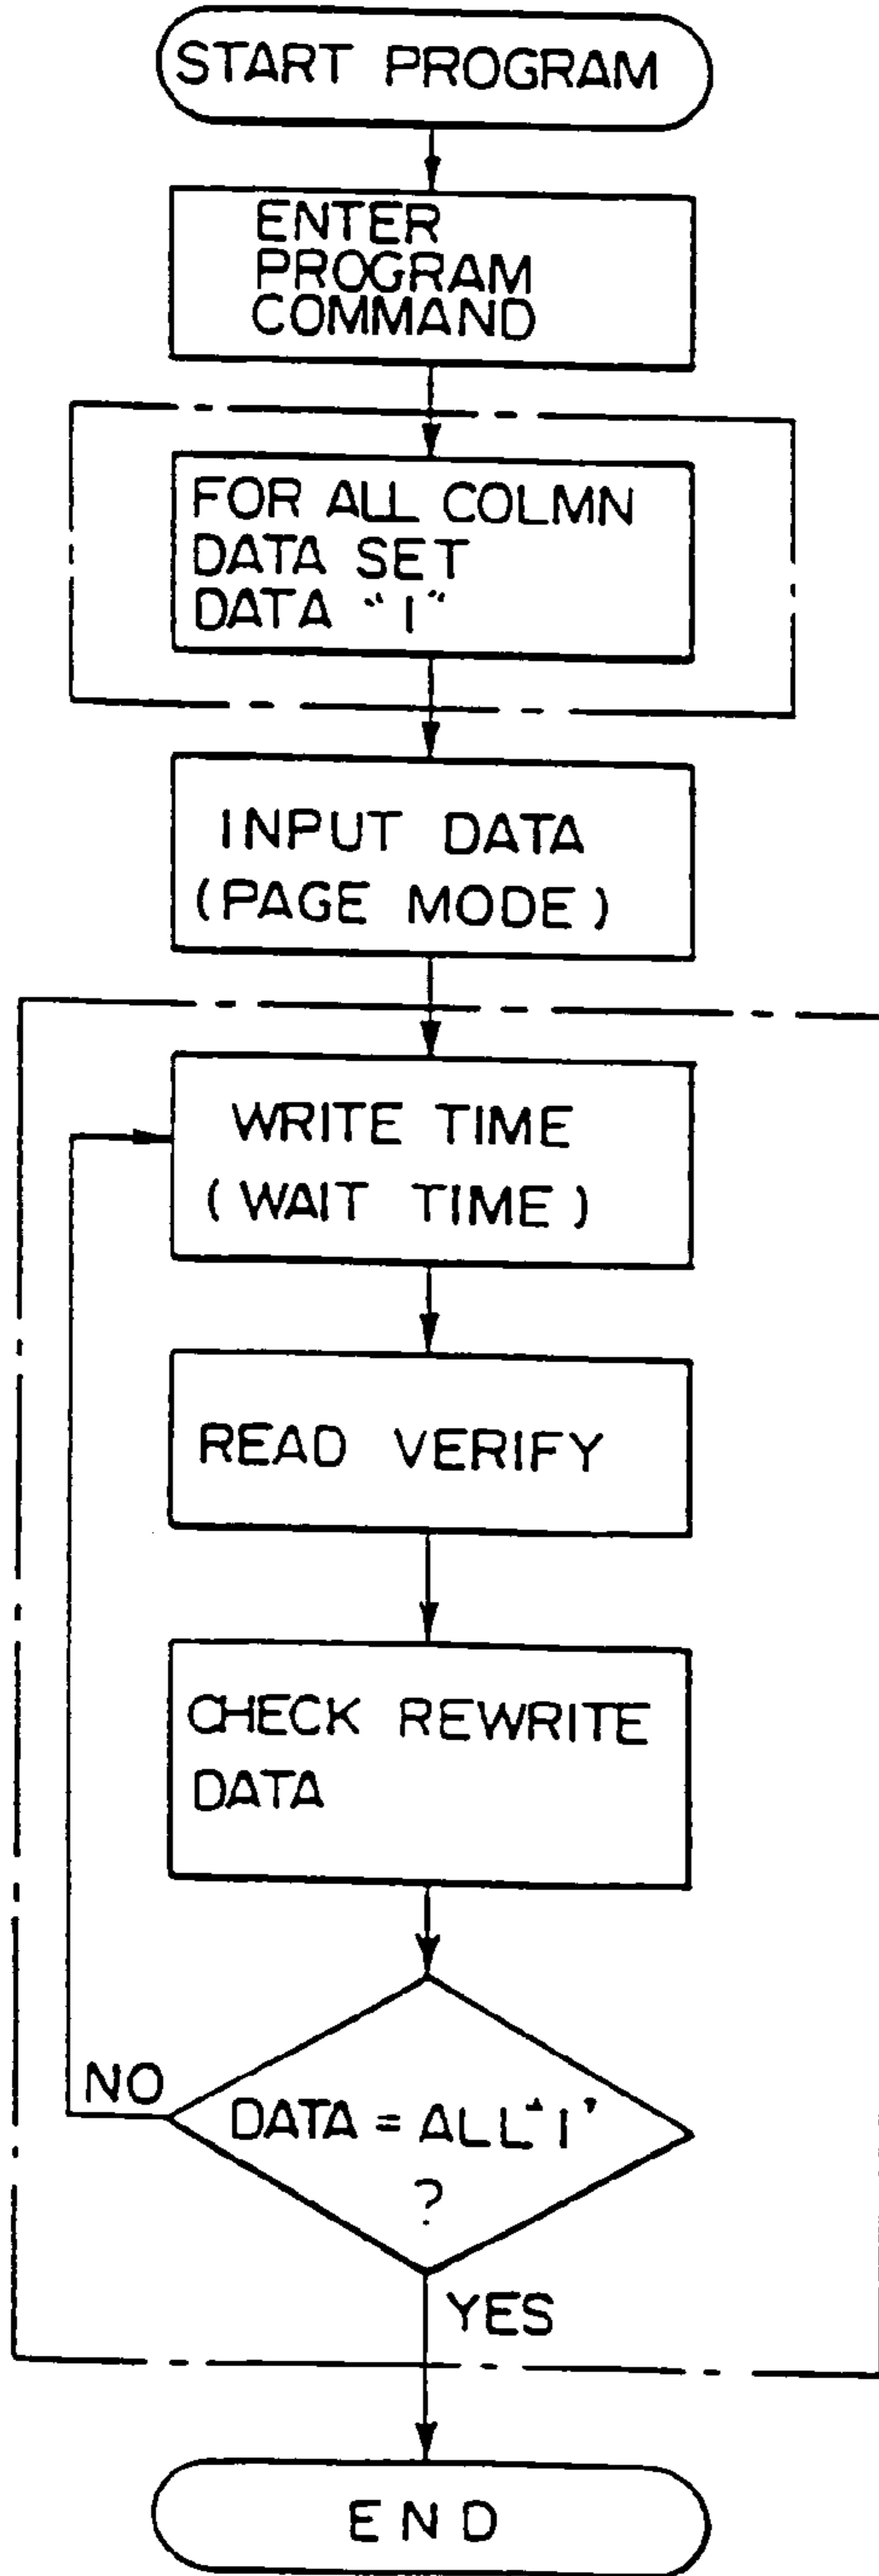 START PROGRAM
ENTER
PROGRAM
COMMAND
FOR ALL COLMN
DATA SET
DATA "1"
INPUT DATA
(PAGE MODE)
WRITE TIME
(WAIT TIME)
READ VERIFY
CHECK REWRITE
DATA
NO
DATA = ALL "1"
?
YES
END